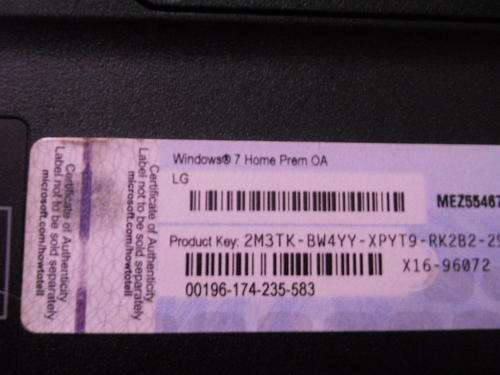 Certificate of Authenticity
Label not to be sold separately
microsoft.com/howtotell
Certificate of Authenticity
Label not to be sold separately
microsoft.com/howtotell
Windows® 7 Home Prem OA
LG
MEZ55467
Product Key: 2M3TK-BW4YY-XPYT9-RK2B2-2
X16-96072
00196-174-235-583